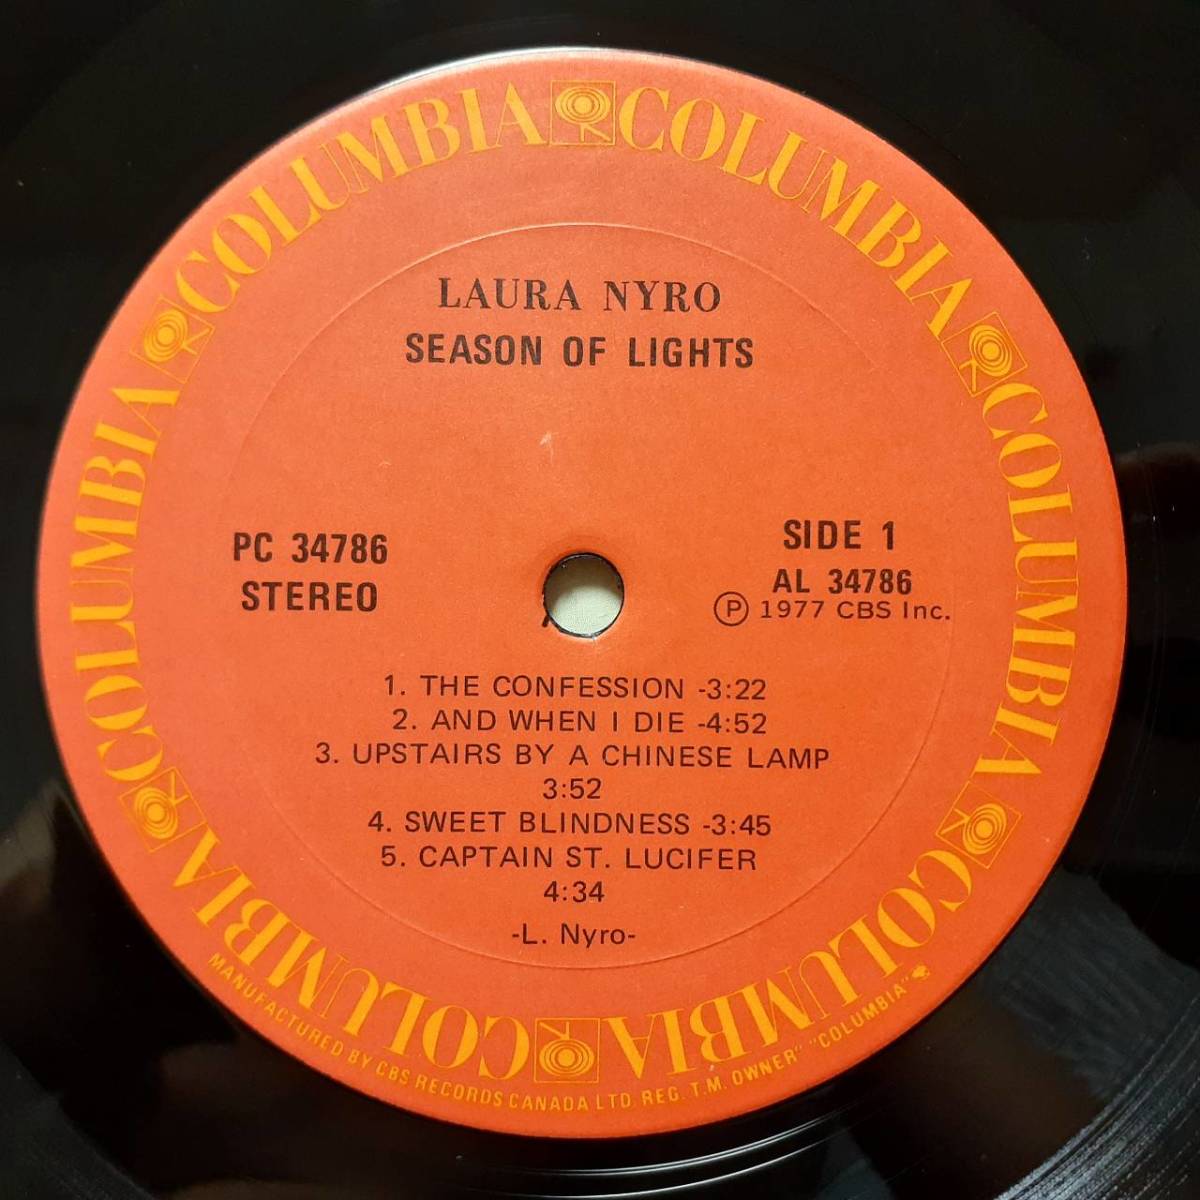 COLUMBIA COLUMBIA COLUMBIA COLUMBIA COLUMBIA COLUMBIA
LAURA NYRO
SEASON OF LIGHTS
PC 34786
STEREO
SIDE 1
AL 34786
Ⓟ 1977 CBS Inc.
1. THE CONFESSION -3:22
2. AND WHEN I DIE -4:52
3. UPSTAIRS BY A CHINESE LAMP
3:52
4. SWEET BLINDNESS -3:45
5. CAPTAIN ST. LUCIFER
4:34
-L. Nyro-
MANUFACTURED BY CBS RECORDS CANADA LTD. REG. T.M. OWNER" "COLUMBIA"